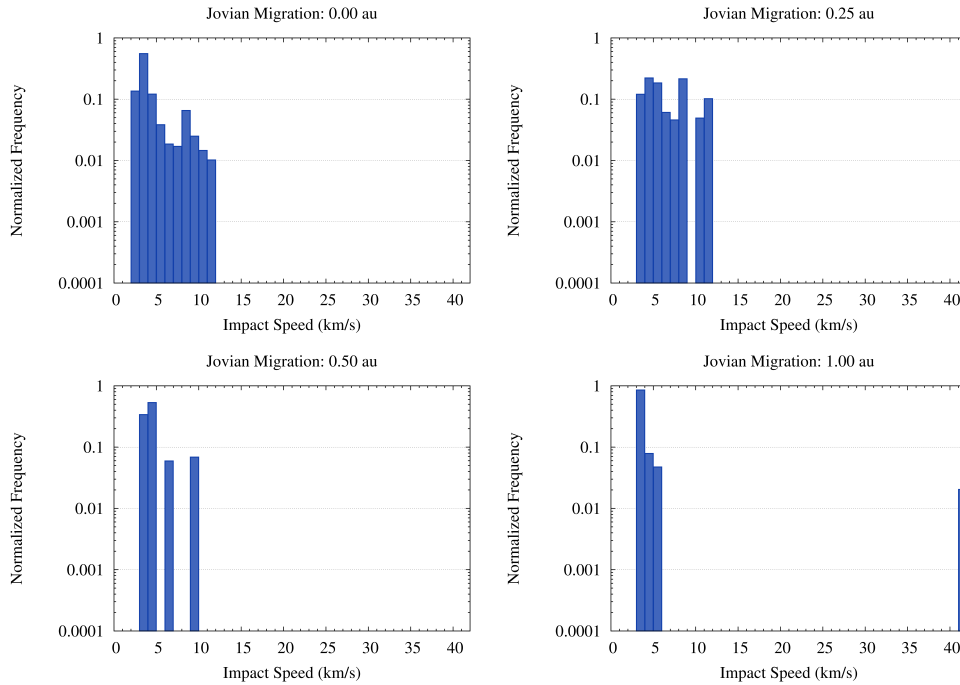 Jovian Migration: 0.00 au
Normalized Frequency
1
0.1
0.01
0.001
0.0001
0 5 10 15 20 25 30 35 40
Impact Speed (km/s)
Jovian Migration: 0.25 au
Normalized Frequency
1
0.1
0.01
0.001
0.0001
0 5 10 15 20 25 30 35 40
Impact Speed (km/s)
Jovian Migration: 0.50 au
Normalized Frequency
1
0.1
0.01
0.001
0.0001
0 5 10 15 20 25 30 35 40
Impact Speed (km/s)
Jovian Migration: 1.00 au
Normalized Frequency
1
0.1
0.01
0.001
0.0001
0 5 10 15 20 25 30 35 40
Impact Speed (km/s)